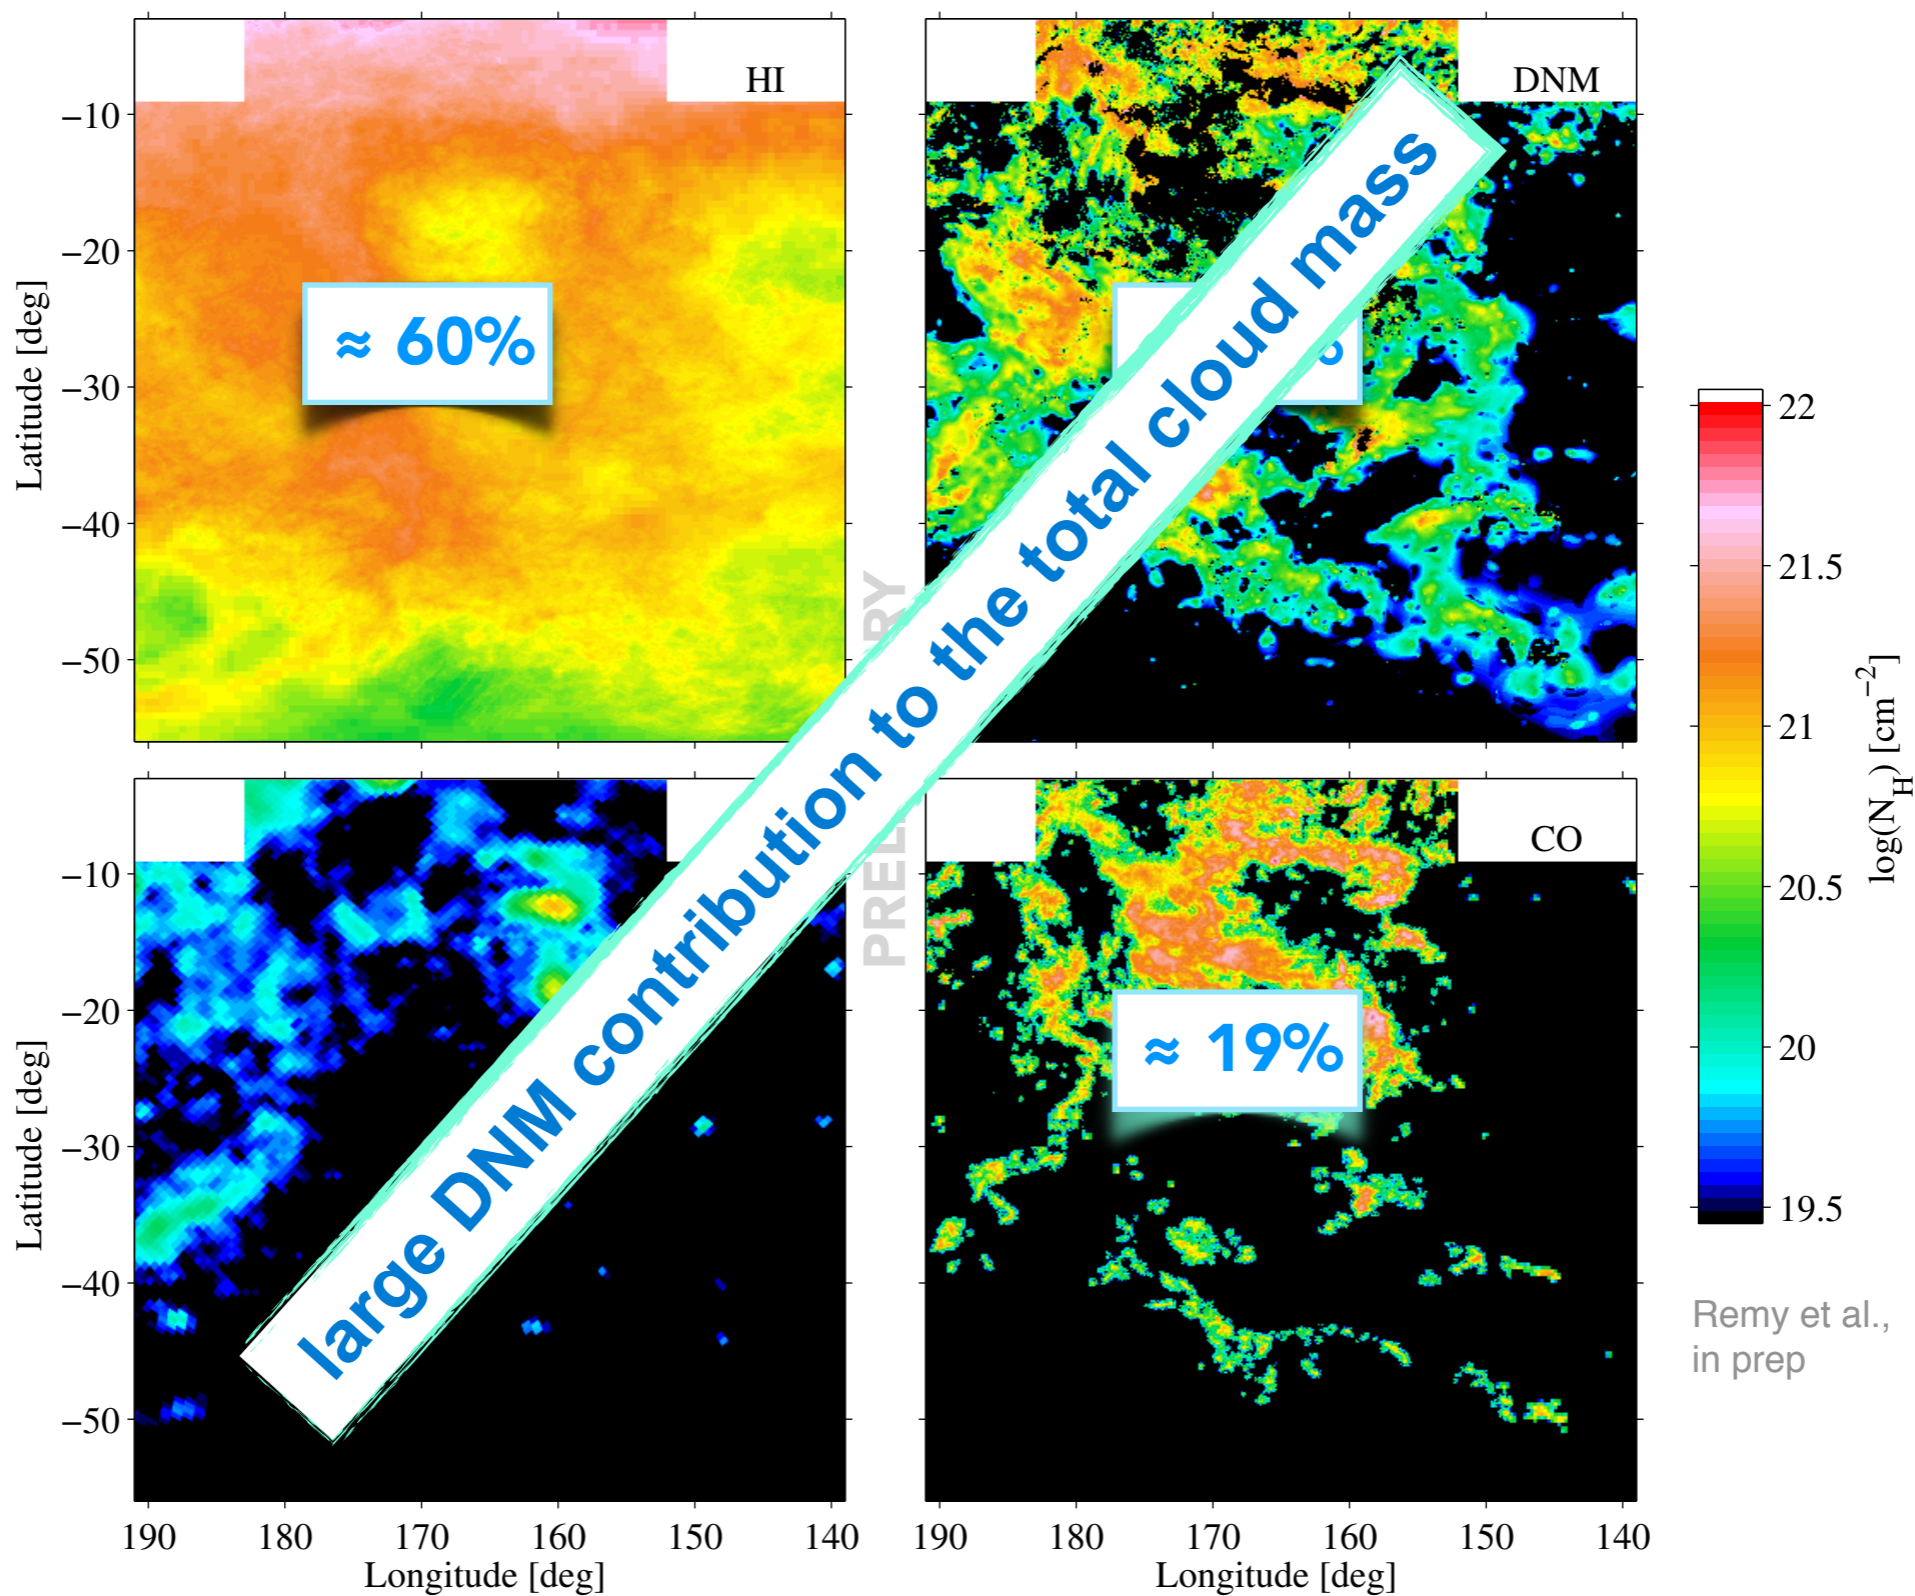 HI
DNM
−10
−20
−30
−40
−50
Latitude [deg]
≈ 60%
%
large DNM contribution to the total cloud mass
CO
−10
−20
−30
−40
−50
Latitude [deg]
≈ 19%
190 180 170 160 150 140
Longitude [deg]
190 180 170 160 150 140
Longitude [deg]
22
21.5
21
20.5
20
19.5
log(N_H) [cm⁻²]
Remy et al.,
in prep